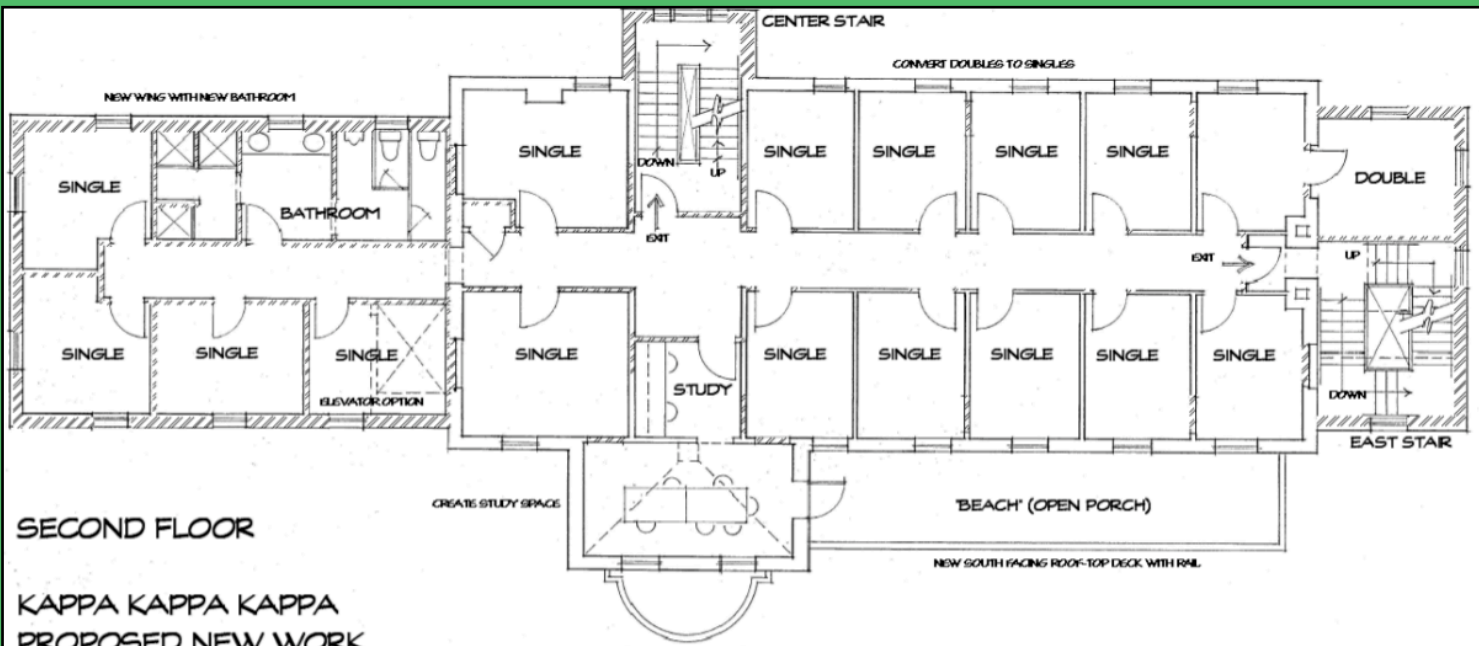 CENTER STAIR
CONVERT DOUBLES TO SINGLES
NEW WING WITH NEW BATHROOM
SINGLE
SINGLE
SINGLE
SINGLE
SINGLE
SINGLE
DOWN
UP
DOUBLE
BATHROOM
EXIT
EXIT
UP
SINGLE
SINGLE
SINGLE
SINGLE
SINGLE
SINGLE
SINGLE
SINGLE
SINGLE
STUDY
ELEVATOR OPTION
DOWN
EAST STAIR
CREATE STUDY SPACE
"BEACH" (OPEN PORCH)
NEW SOUTH FACING ROOF-TOP DECK WITH RAIL
SECOND FLOOR
KAPPA KAPPA KAPPA
PROPOSED NEW WORK